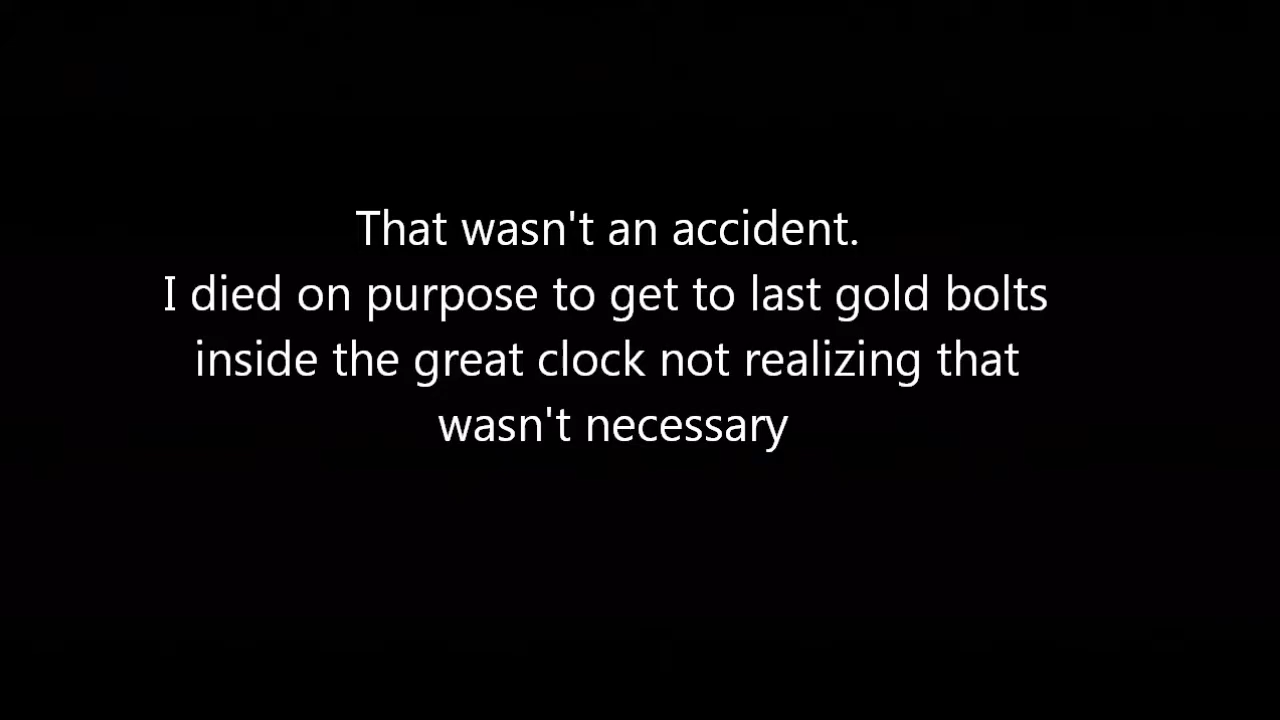 That wasn't an accident.
I died on purpose to get to last gold bolts
inside the great clock not realizing that
wasn't necessary